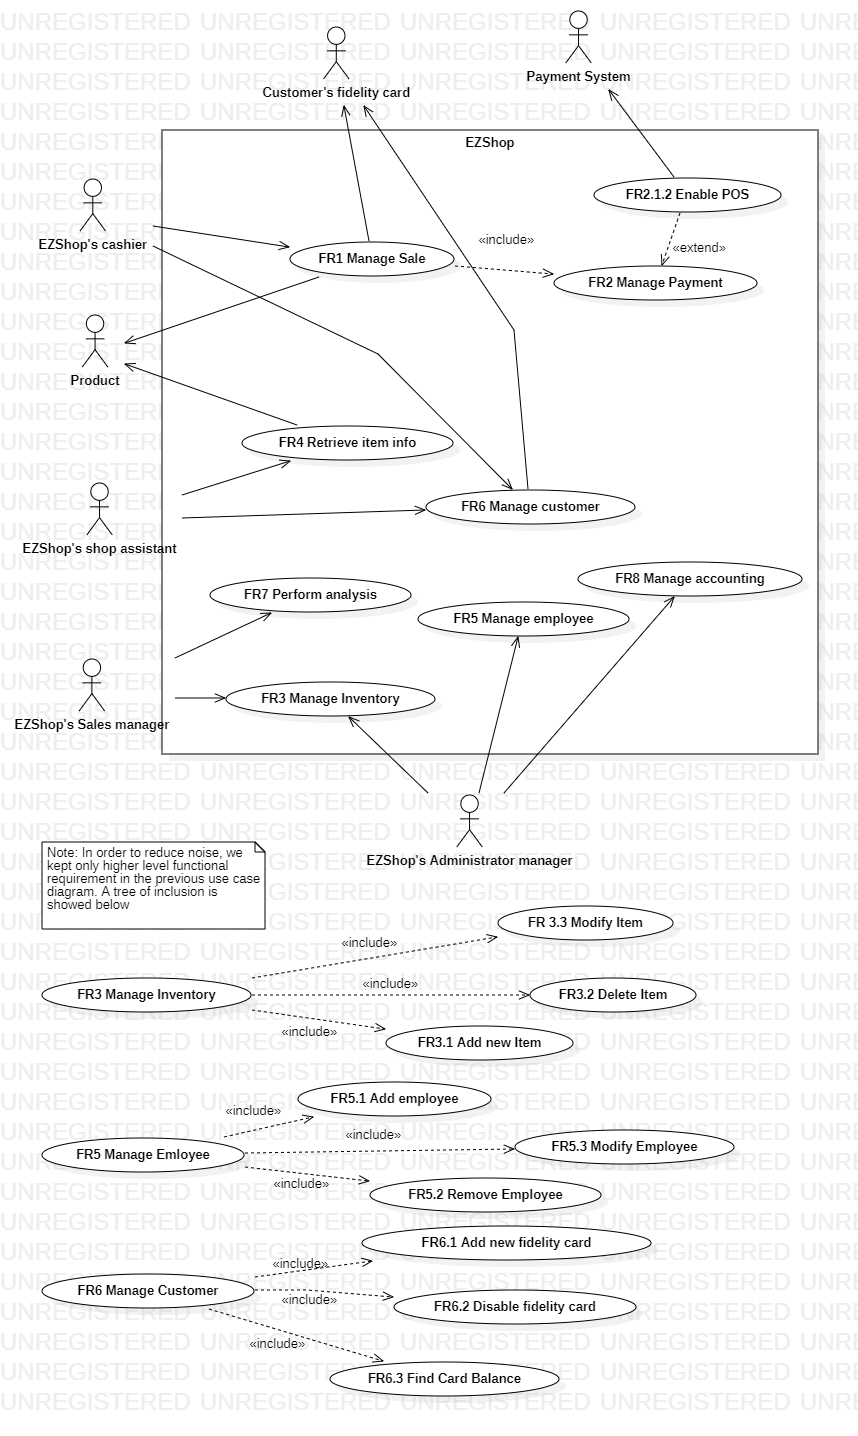 UNREGISTERED UNREGISTERED UNREGISTERED UNREGISTERED UNRE
Payment System
Customer's fidelity card
EZShop
EZShop's cashier
FR2.1.2 Enable POS
«include»
«extend»
FR1 Manage Sale
FR2 Manage Payment
Product
FR4 Retrieve item info
FR6 Manage customer
EZShop's shop assistant
FR8 Manage accounting
FR7 Perform analysis
FR5 Manage employee
FR3 Manage Inventory
EZShop's Sales manager
EZShop's Administrator manager
Note: In order to reduce noise, we
kept only higher level functional
requirement in the previous use case
diagram. A tree of inclusion is
showed below
FR 3.3 Modify Item
«include»
FR3 Manage Inventory
«include»
FR3.2 Delete Item
«include»
FR3.1 Add new Item
FR5.1 Add employee
«include»
«include»
FR5.3 Modify Employee
FR5 Manage Emloyee
«include»
FR5.2 Remove Employee
FR6.1 Add new fidelity card
«include»
FR6 Manage Customer
«include»
FR6.2 Disable fidelity card
«include»
FR6.3 Find Card Balance